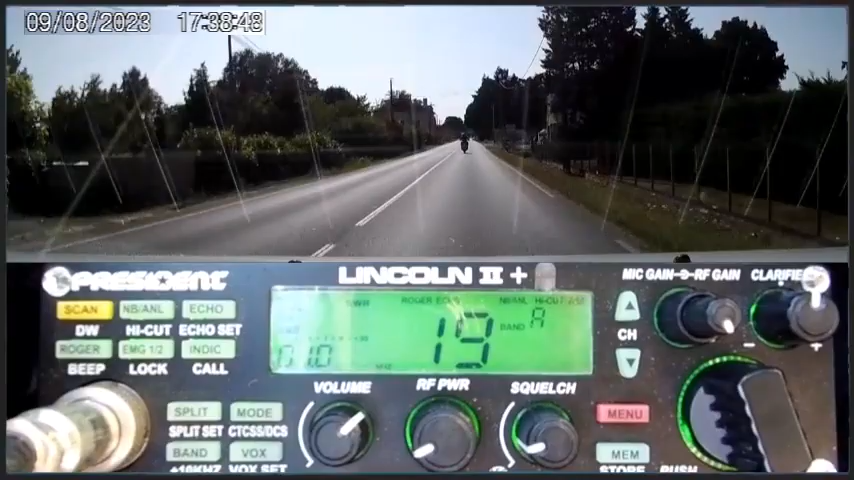 09/08/2023 17:38:48
PRESIDENT LINCOLN II + MIC GAIN RF GAIN CLARIFIER
SCAN NB/ANL ECHO
DW HI-CUT ECHO SET
ROGER EMG 1/2 INDIC
BEEP LOCK CALL
SWR ROGER ECHO NB/ANL HI-CUT
19 BAND A
CH
VOLUME RF PWR SQUELCH
SPLIT MODE
SPLIT SET CTCSS/DCS
BAND VOX
+10KHZ VOX SET
MENU
MEM
STORE PUSH
- +